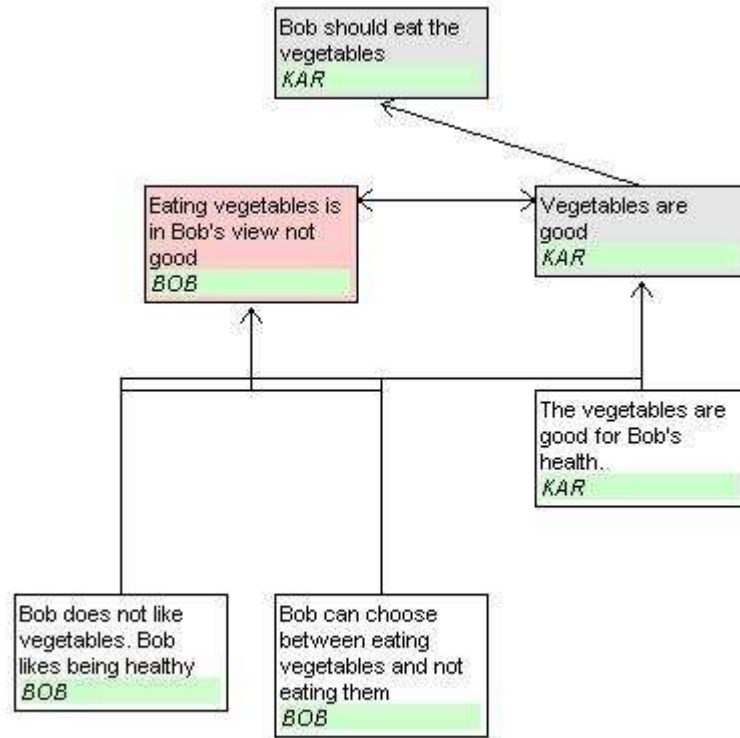 Bob should eat the
vegetables
KAR
Eating vegetables is
in Bob's view not
good
BOB
Vegetables are
good
KAR
The vegetables are
good for Bob's
health.
KAR
Bob does not like
vegetables. Bob
likes being healthy
BOB
Bob can choose
between eating
vegetables and not
eating them
BOB